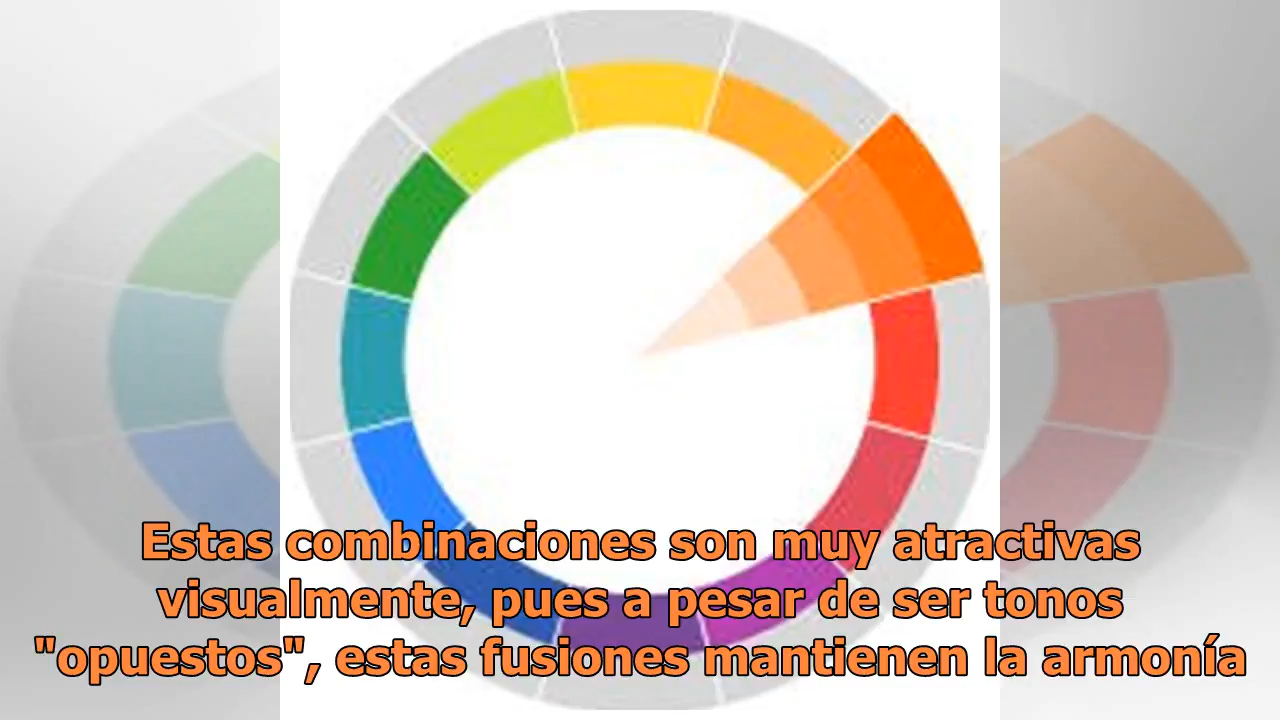 Estas combinaciones son muy atractivas
visualmente, pues a pesar de ser tonos
"opuestos", estas fusiones mantienen la armonía